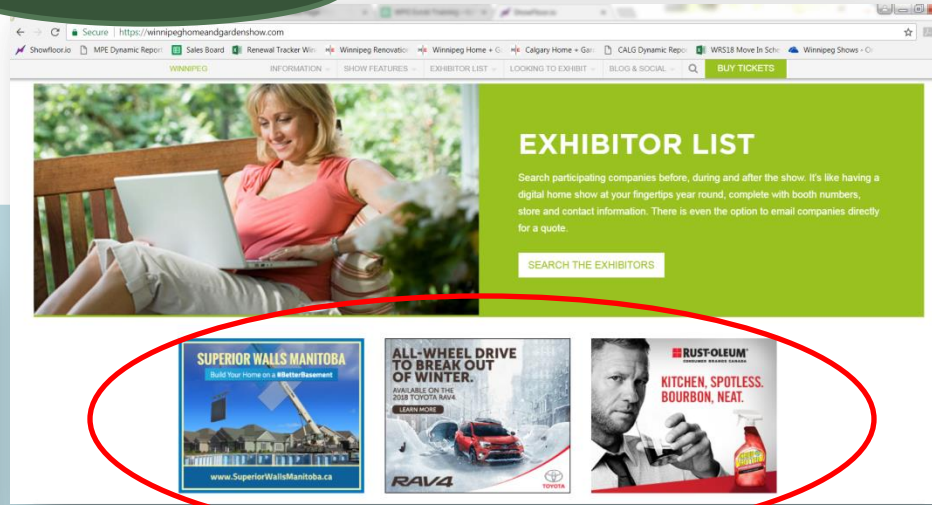 ShowFloor.io
Secure | https://winnipeghomeandgardenshow.com
Showfloor.io MPE Dynamic Report Sales Board Renewal Tracker Win Winnipeg Renovation Winnipeg Home + G Calgary Home + Gar CALG Dynamic Repo WRS18 Move In Sche Winnipeg Shows - O
WINNIPEG INFORMATION SHOW FEATURES EXHIBITOR LIST LOOKING TO EXHIBIT BLOG & SOCIAL BUY TICKETS
EXHIBITOR LIST
Search participating companies before, during and after the show. It's like having a
digital home show at your fingertips year round, complete with booth numbers,
store and contact information. There is even the option to email companies directly
for a quote.
SEARCH THE EXHIBITORS
SUPERIOR WALLS MANITOBA
Build Your Home on a #BetterBasement
www.SuperiorWallsManitoba.ca
ALL-WHEEL DRIVE
TO BREAK OUT
OF WINTER.
AVAILABLE ON THE
2018 TOYOTA RAV4
LEARN MORE
RAV4
TOYOTA
RUST-OLEUM
CONSUMER BRANDS CANADA
KITCHEN, SPOTLESS.
BOURBON, NEAT.